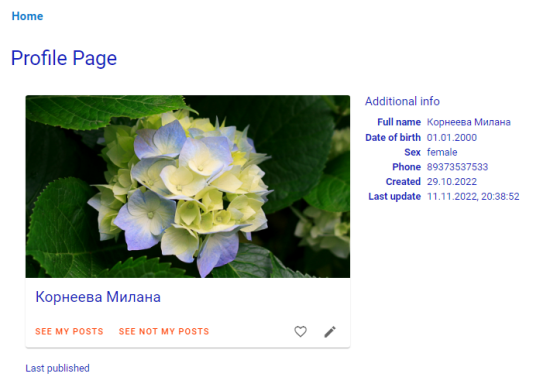 Home
Profile Page
Additional info
Full name Корнеева Милана
Date of birth 01.01.2000
Sex female
Phone 89373537533
Created 29.10.2022
Last update 11.11.2022, 20:38:52
Корнеева Милана
SEE MY POSTS SEE NOT MY POSTS
Last published